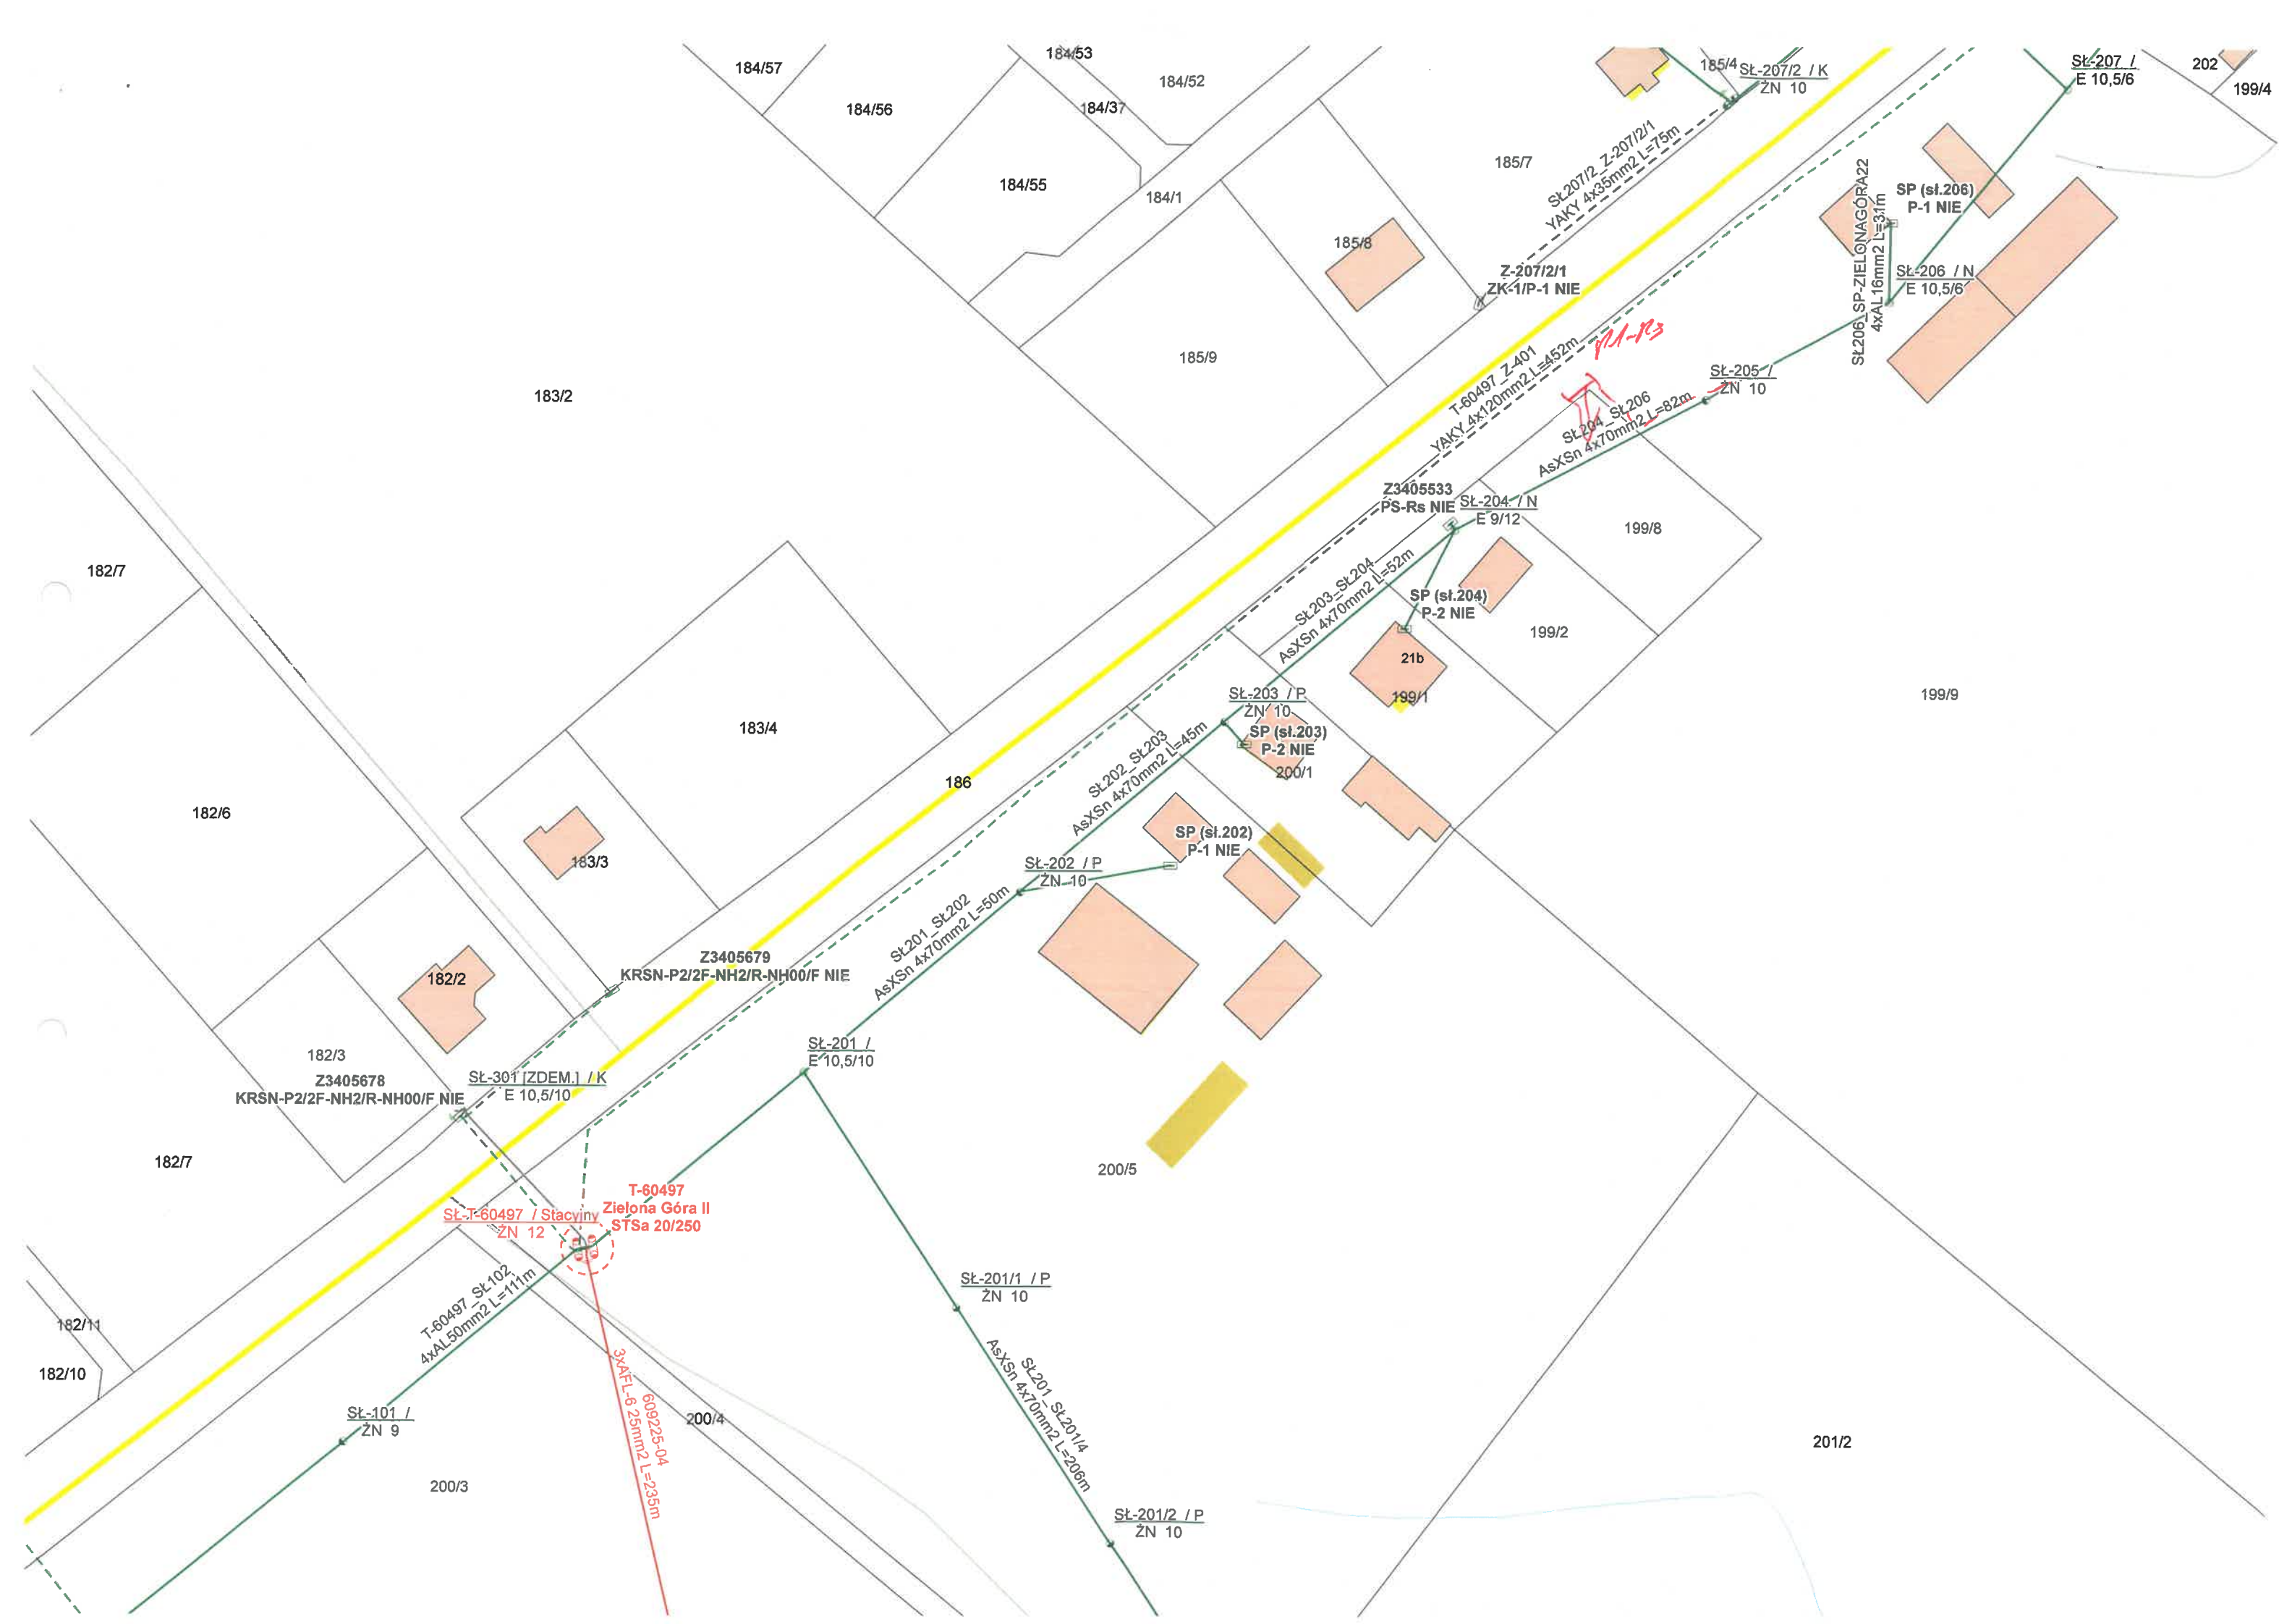 184/57
184/53
184/52
184/56
184/37
184/55
184/1
185/4
SŁ-207/2 / K
ŻN 10
SŁ-207 /
E 10,5/6
202
199/4
185/7
SŁ207/2_Z-207/2/1
YAKY 4x35mm2 L=75m
SP (sł.206)
P-1 NIE
SŁ206_SP-ZIELONAGÓRA22
4xAL16mm2 L=31m
185/8
Z-207/2/1
ZK-1/P-1 NIE
SŁ-206 / N
E 10,5/6
185/9
183/2
T-60497_Z-401
YAKY 4x120mm2 L=452m
SŁ-205 /
ŻN 10
SŁ204_SŁ206
AsXSn 4x70mm2 L=82m
Z3405533
PS-Rs NIE
SŁ-204 / N
E 9/12
199/8
182/7
SŁ203_SŁ204
AsXSn 4x70mm2 L=52m
SP (sł.204)
P-2 NIE
199/2
21b
199/1
199/9
183/4
SŁ-203 / P
ŻN 10
SP (sł.203)
P-2 NIE
200/1
SŁ202_SŁ203
AsXSn 4x70mm2 L=45m
186
182/6
183/3
SP (sł.202)
P-1 NIE
SŁ-202 / P
ŻN 10
SŁ201_SŁ202
AsXSn 4x70mm2 L=50m
Z3405679
KRSN-P2/2F-NH2/R-NH00/F NIE
182/2
182/3
Z3405678
KRSN-P2/2F-NH2/R-NH00/F NIE
SŁ-301 [ZDEM.] / K
E 10,5/10
SŁ-201 /
E 10,5/10
182/7
200/5
T-60497
Zielona Góra II
STSa 20/250
SŁ-T-60497 / Stacyjny
ŻN 12
T-60497_SŁ102
4xAL50mm2 L=111m
SŁ-201/1 / P
ŻN 10
182/11
182/10
609225-04
3xAFL-6 25mm2 L=235m
SŁ201_SŁ201/4
AsXSn 4x70mm2 L=206m
SŁ-101 /
ŻN 9
200/4
200/3
201/2
SŁ-201/2 / P
ŻN 10